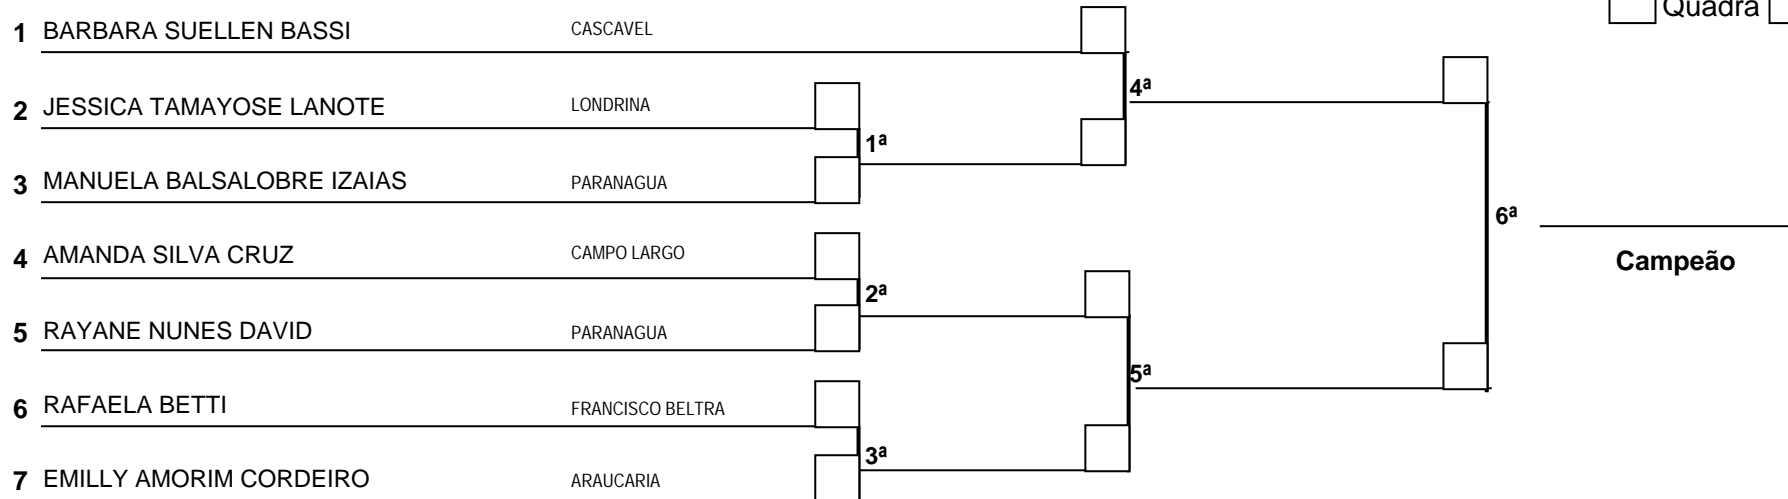 Quadra
1 BARBARA SUELLEN BASSI CASCAVEL
4ª
2 JESSICA TAMAYOSE LANOTE LONDRINA
1ª
3 MANUELA BALSALOBRE IZAIAS PARANAGUA
6ª
4 AMANDA SILVA CRUZ CAMPO LARGO
Campeão
2ª
5 RAYANE NUNES DAVID PARANAGUA
5ª
6 RAFAELA BETTI FRANCISCO BELTRA
3ª
7 EMILLY AMORIM CORDEIRO ARAUCARIA